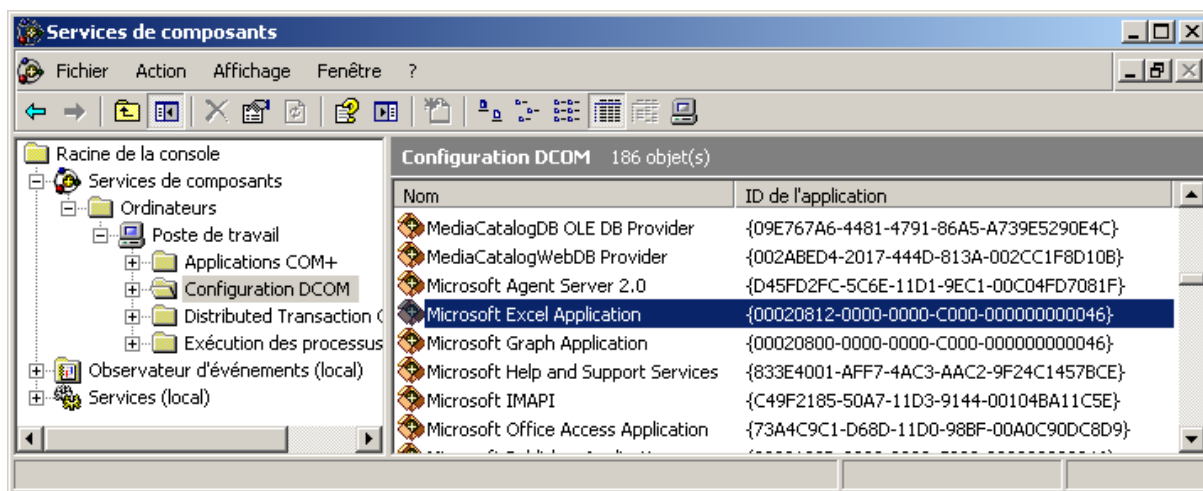 Services de composants
Fichier Action Affichage Fenêtre ?
Racine de la console
Services de composants
Ordinateurs
Poste de travail
Applications COM+
Configuration DCOM
Distributed Transaction
Exécution des processus
Observateur d'événements (local)
Services (local)
Configuration DCOM 186 objet(s)
Nom ID de l'application
MediaCatalogDB OLE DB Provider {09E767A6-4481-4791-86A5-A739E5290E4C}
MediaCatalogWebDB Provider {002ABED4-2017-444D-813A-002CC1F8D10B}
Microsoft Agent Server 2.0 {D45FD2FC-5C6E-11D1-9EC1-00C04FD7081F}
Microsoft Excel Application {00020812-0000-0000-C000-000000000046}
Microsoft Graph Application {00020800-0000-0000-C000-000000000046}
Microsoft Help and Support Services {833E4001-AFF7-4AC3-AAC2-9F24C1457BCE}
Microsoft IMAPI {C49F2185-50A7-11D3-9144-00104BA11C5E}
Microsoft Office Access Application {73A4C9C1-D68D-11D0-98BF-00A0C90DC8D9}